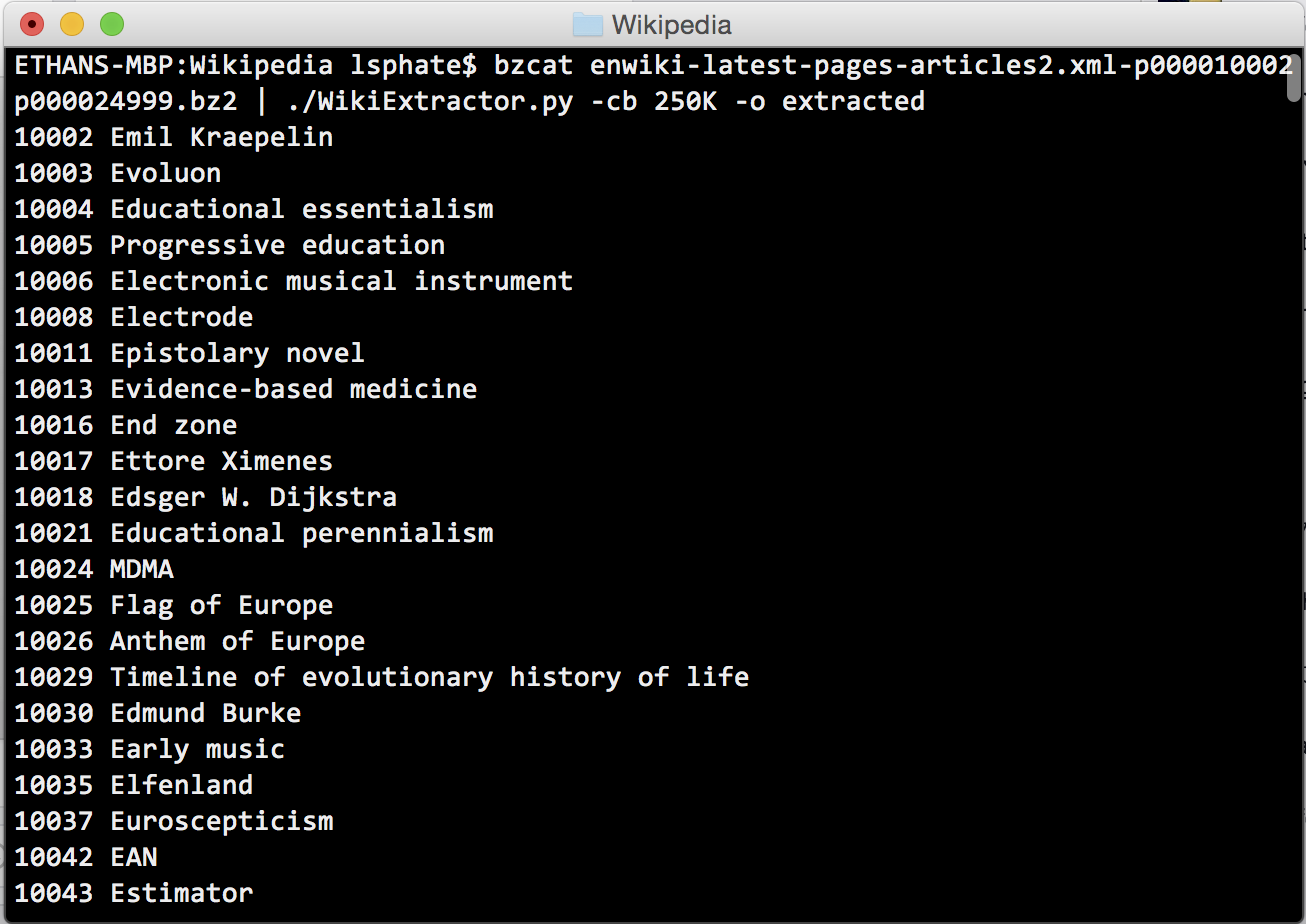 Wikipedia
ETHANS-MBP:Wikipedia lsphate$ bzcat enwiki-latest-pages-articles2.xml-p000010002
p000024999.bz2 | ./WikiExtractor.py -cb 250K -o extracted
10002 Emil Kraepelin
10003 Evoluon
10004 Educational essentialism
10005 Progressive education
10006 Electronic musical instrument
10008 Electrode
10011 Epistolary novel
10013 Evidence-based medicine
10016 End zone
10017 Ettore Ximenes
10018 Edsger W. Dijkstra
10021 Educational perennialism
10024 MDMA
10025 Flag of Europe
10026 Anthem of Europe
10029 Timeline of evolutionary history of life
10030 Edmund Burke
10033 Early music
10035 Elfenland
10037 Euroscepticism
10042 EAN
10043 Estimator